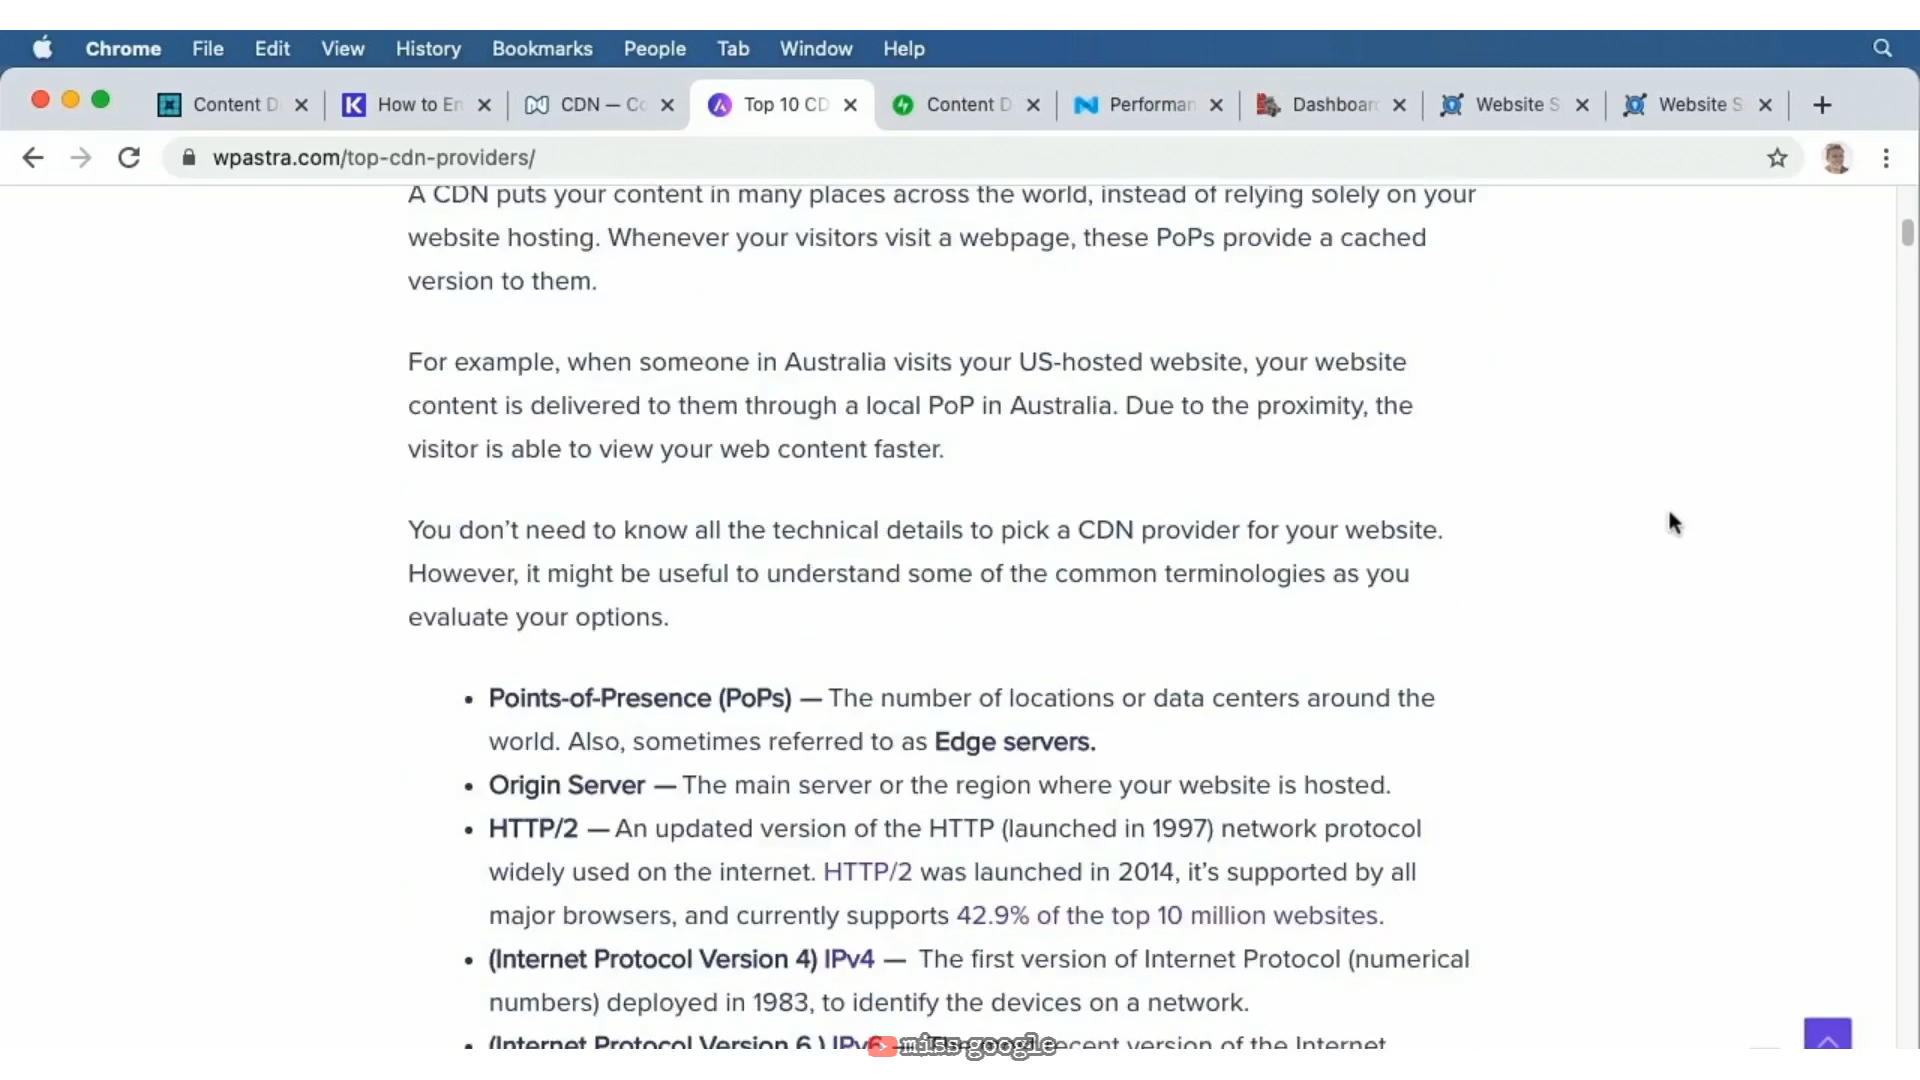 Chrome File Edit View History Bookmarks People Tab Window Help
Content D How to En CDN — Co Top 10 CD Content D Performan Dashboar Website S Website S
wpastra.com/top-cdn-providers/
A CDN puts your content in many places across the world, instead of relying solely on your
website hosting. Whenever your visitors visit a webpage, these PoPs provide a cached
version to them.
For example, when someone in Australia visits your US-hosted website, your website
content is delivered to them through a local PoP in Australia. Due to the proximity, the
visitor is able to view your web content faster.
You don't need to know all the technical details to pick a CDN provider for your website.
However, it might be useful to understand some of the common terminologies as you
evaluate your options.
• Points-of-Presence (PoPs) — The number of locations or data centers around the
world. Also, sometimes referred to as Edge servers.
• Origin Server — The main server or the region where your website is hosted.
• HTTP/2 — An updated version of the HTTP (launched in 1997) network protocol
widely used on the internet. HTTP/2 was launched in 2014, it's supported by all
major browsers, and currently supports 42.9% of the top 10 million websites.
• (Internet Protocol Version 4) IPv4 — The first version of Internet Protocol (numerical
numbers) deployed in 1983, to identify the devices on a network.
• (Internet Protocol Version 6 ) IPv6 — version of the Internet
miss google